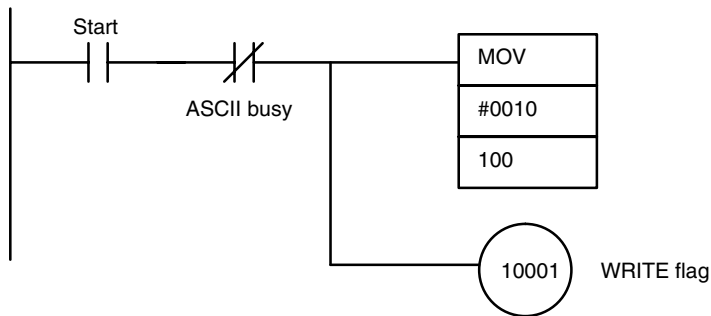 Start
ASCII busy
MOV
#0010
100
10001
WRITE flag